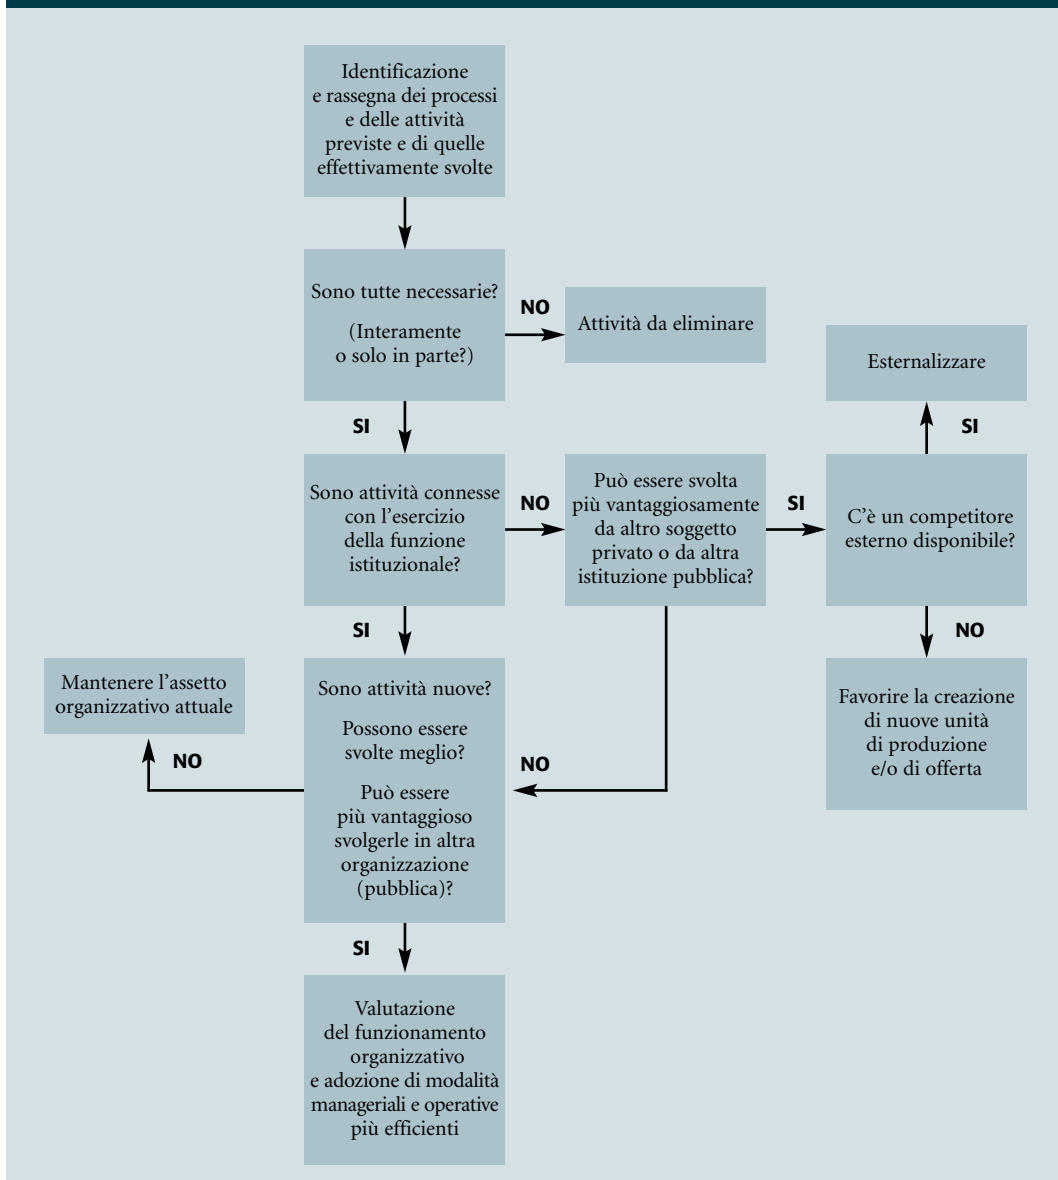 Identificazione
e rassegna dei processi
e delle attività
previste e di quelle
effettivamente svolte
Sono tutte necessarie?
(Interamente
o solo in parte?)
NO
Attività da eliminare
Esternalizzare
SI
SI
Sono attività connesse
con l’esercizio
della funzione
istituzionale?
NO
Può essere svolta
più vantaggiosamente
da altro soggetto
privato o da altra
istituzione pubblica?
SI
C’è un competitore
esterno disponibile?
SI
NO
Mantenere l’assetto
organizzativo attuale
NO
Sono attività nuove?
Possono essere
svolte meglio?
Può essere
più vantaggioso
svolgerle in altra
organizzazione
(pubblica)?
NO
Favorire la creazione
di nuove unità
di produzione
e/o di offerta
SI
Valutazione
del funzionamento
organizzativo
e adozione di modalità
manageriali e operative
più efficienti